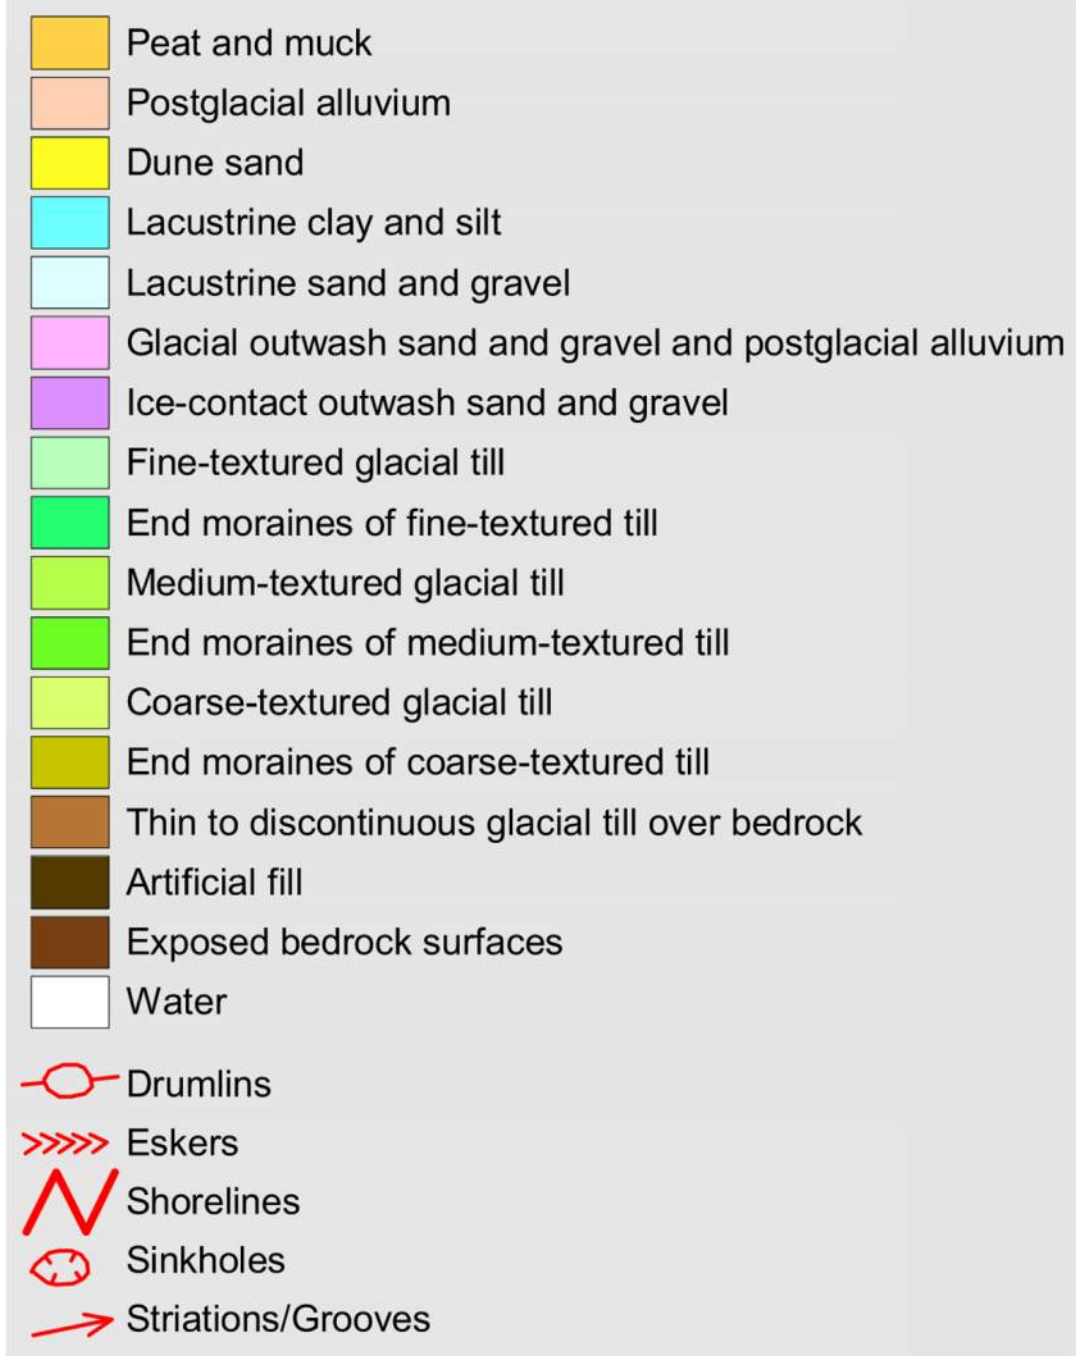 Peat and muck
Postglacial alluvium
Dune sand
Lacustrine clay and silt
Lacustrine sand and gravel
Glacial outwash sand and gravel and postglacial alluvium
Ice-contact outwash sand and gravel
Fine-textured glacial till
End moraines of fine-textured till
Medium-textured glacial till
End moraines of medium-textured till
Coarse-textured glacial till
End moraines of coarse-textured till
Thin to discontinuous glacial till over bedrock
Artificial fill
Exposed bedrock surfaces
Water
Drumlins
Eskers
Shorelines
Sinkholes
Striations/Grooves